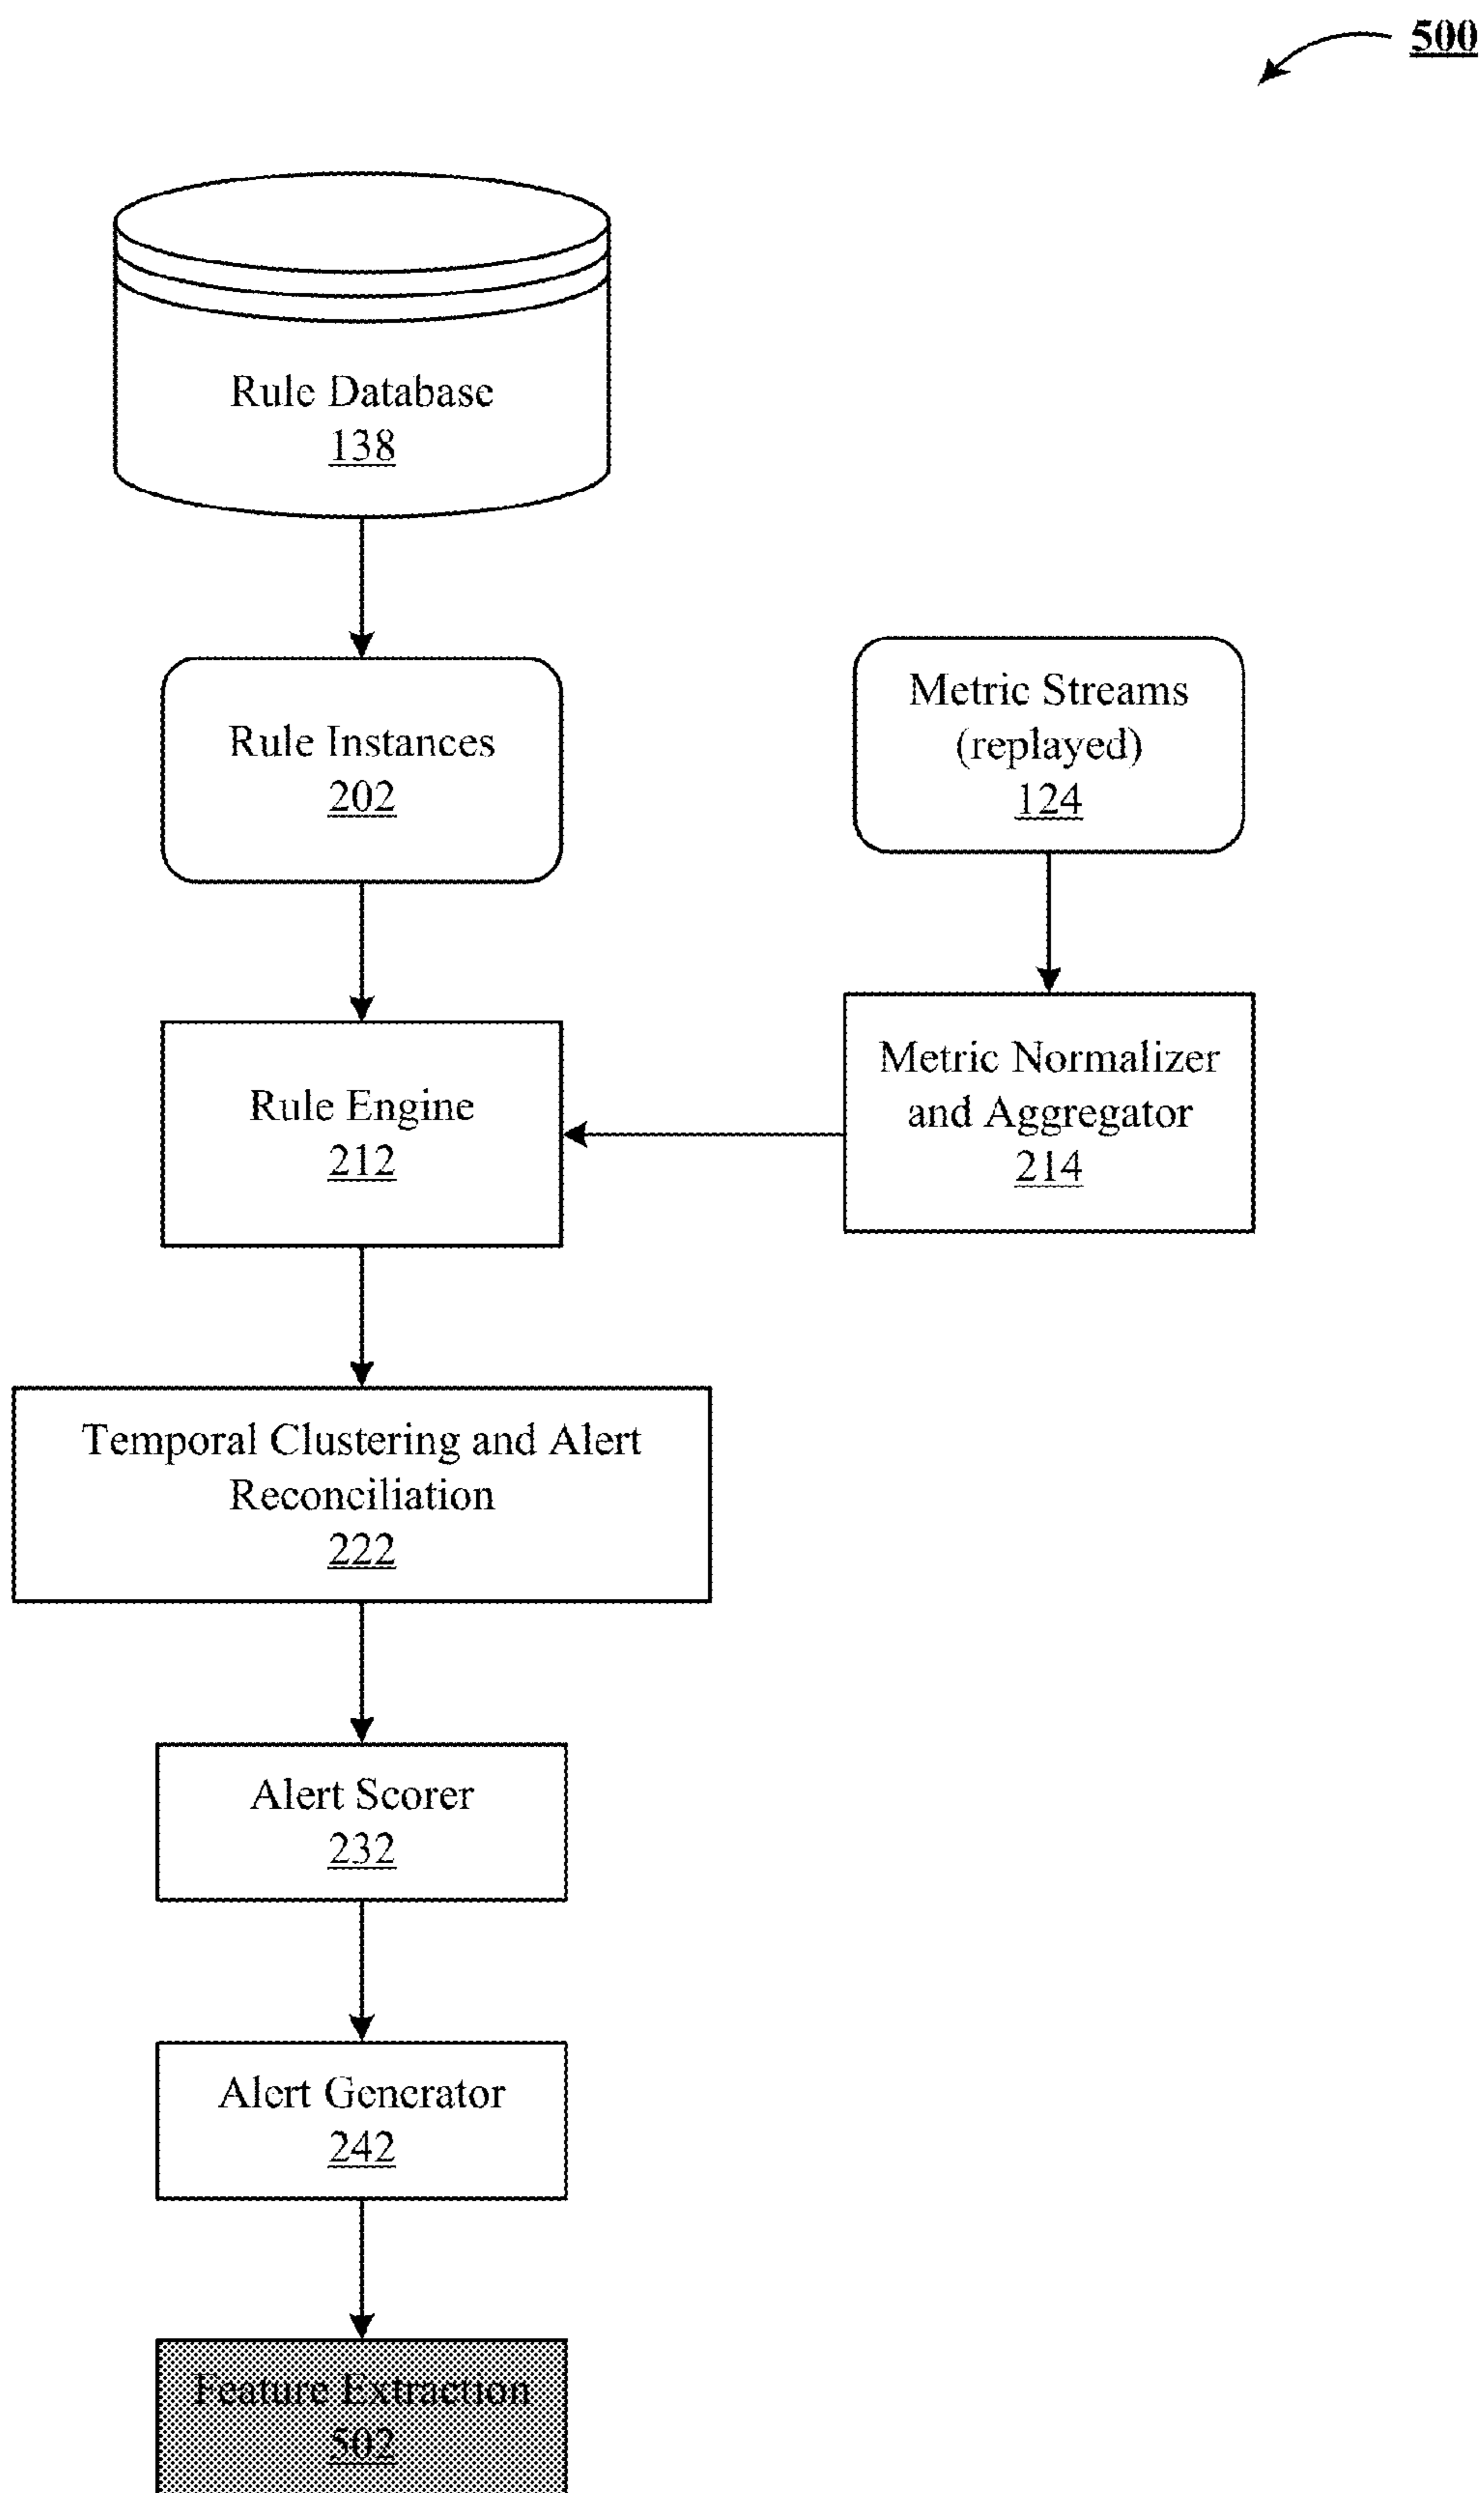 500
Rule Database
138
Rule Instances
202
Metric Streams
(replayed)
124
Rule Engine
212
Metric Normalizer
and Aggregator
214
Temporal Clustering and Alert
Reconciliation
222
Alert Scorer
232
Alert Generator
242
Feature Extraction
502